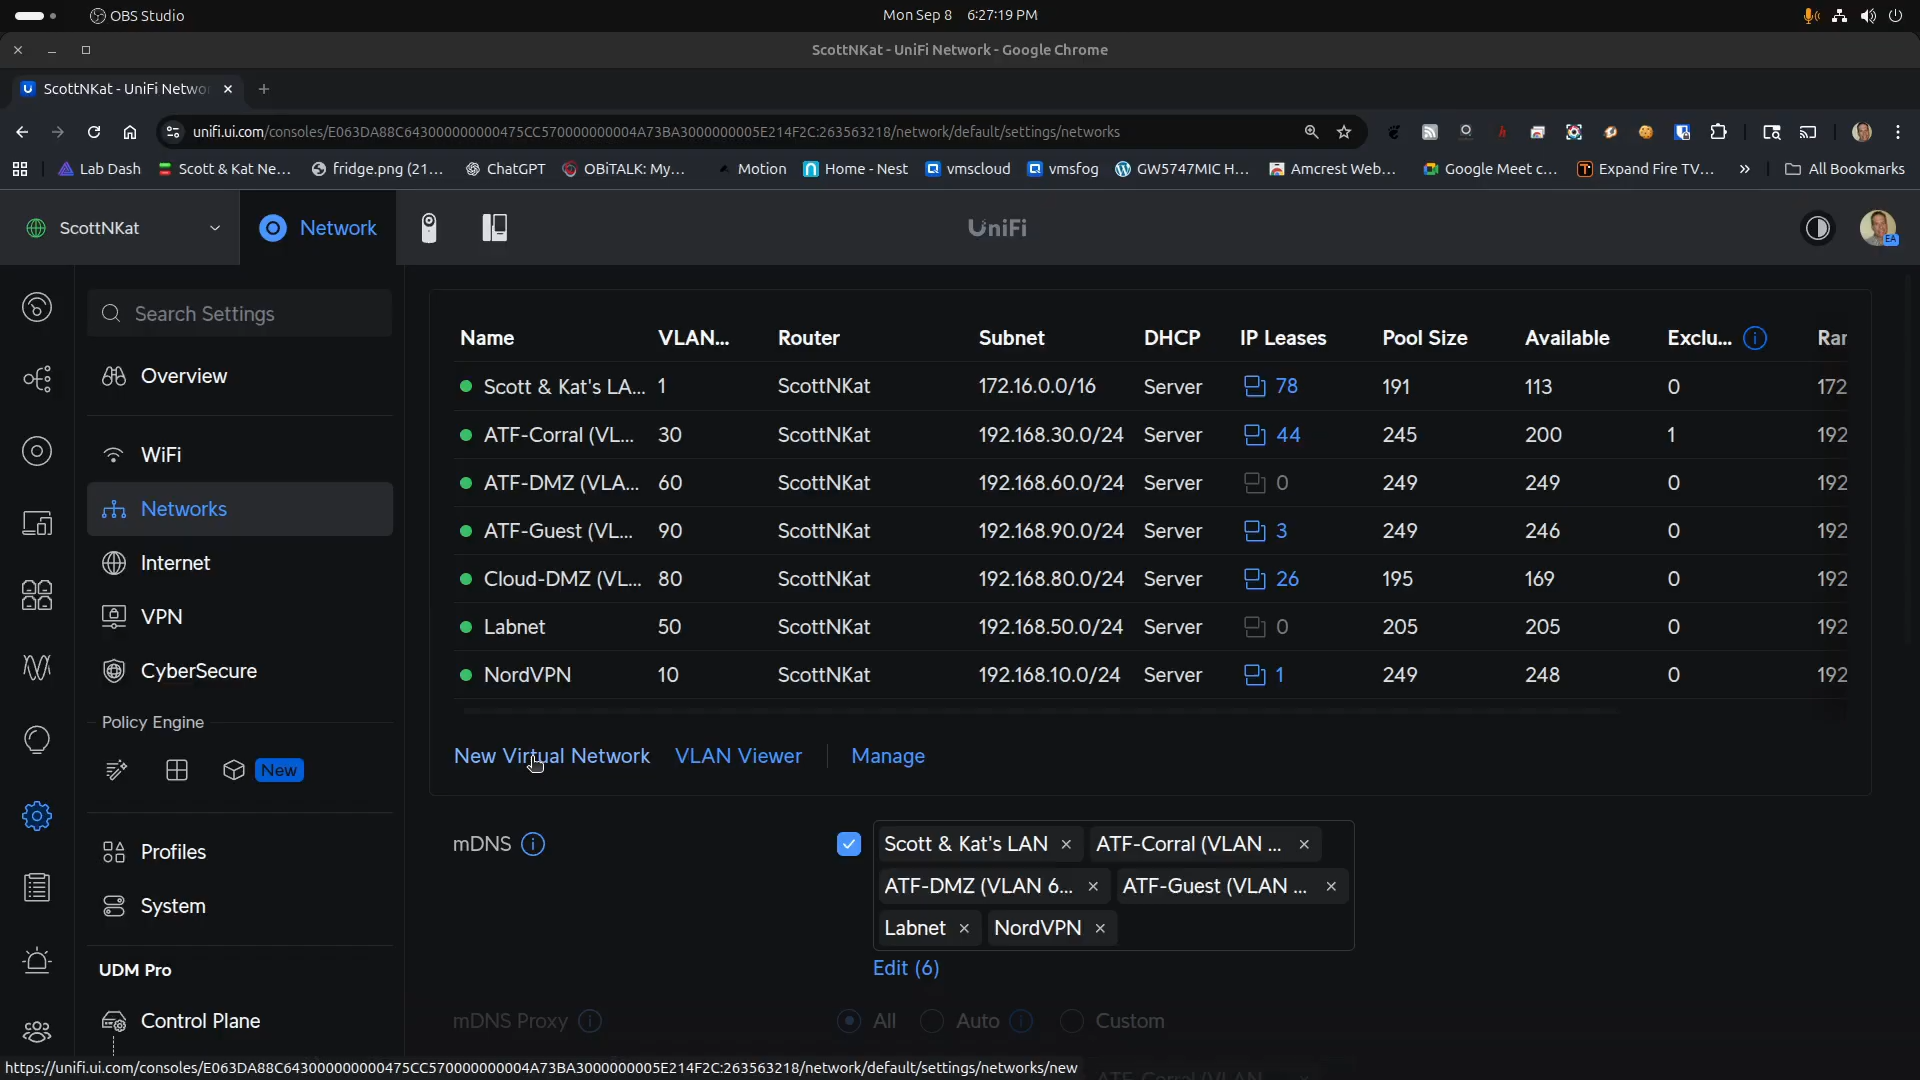 OBS Studio
Mon Sep 8 6:27:19 PM
ScottNKat - UniFi Network - Google Chrome
ScottNKat - UniFi Networ
unifi.ui.com/consoles/E063DA88C643000000000475CC570000000004A73BA3000000005E214F2C:263563218/network/default/settings/networks
Lab Dash
Scott & Kat Ne...
fridge.png (21...
ChatGPT
OBiTALK: My...
Motion
Home - Nest
vmscloud
vmsfog
GW5747MIC H...
Amcrest Web...
Google Meet c...
Expand Fire TV...
All Bookmarks
ScottNKat
Network
UniFi
EA
Search Settings
Overview
WiFi
Networks
Internet
VPN
CyberSecure
Policy Engine
New
Profiles
System
UDM Pro
Control Plane
Name VLAN... Router Subnet DHCP IP Leases Pool Size Available Exclu... Rar
Scott & Kat's LA... 1 ScottNKat 172.16.0.0/16 Server 78 191 113 0 172
ATF-Corral (VL... 30 ScottNKat 192.168.30.0/24 Server 44 245 200 1 192
ATF-DMZ (VLA... 60 ScottNKat 192.168.60.0/24 Server 0 249 249 0 192
ATF-Guest (VL... 90 ScottNKat 192.168.90.0/24 Server 3 249 246 0 192
Cloud-DMZ (VL... 80 ScottNKat 192.168.80.0/24 Server 26 195 169 0 192
Labnet 50 ScottNKat 192.168.50.0/24 Server 0 205 205 0 192
NordVPN 10 ScottNKat 192.168.10.0/24 Server 1 249 248 0 192
New Virtual Network VLAN Viewer Manage
mDNS
Scott & Kat's LAN ATF-Corral (VLAN ...
ATF-DMZ (VLAN 6... ATF-Guest (VLAN ...
Labnet NordVPN
Edit (6)
mDNS Proxy All Auto Custom
ATF-Corral (VLAN
https://unifi.ui.com/consoles/E063DA88C643000000000475CC570000000004A73BA3000000005E214F2C:263563218/network/default/settings/networks/new